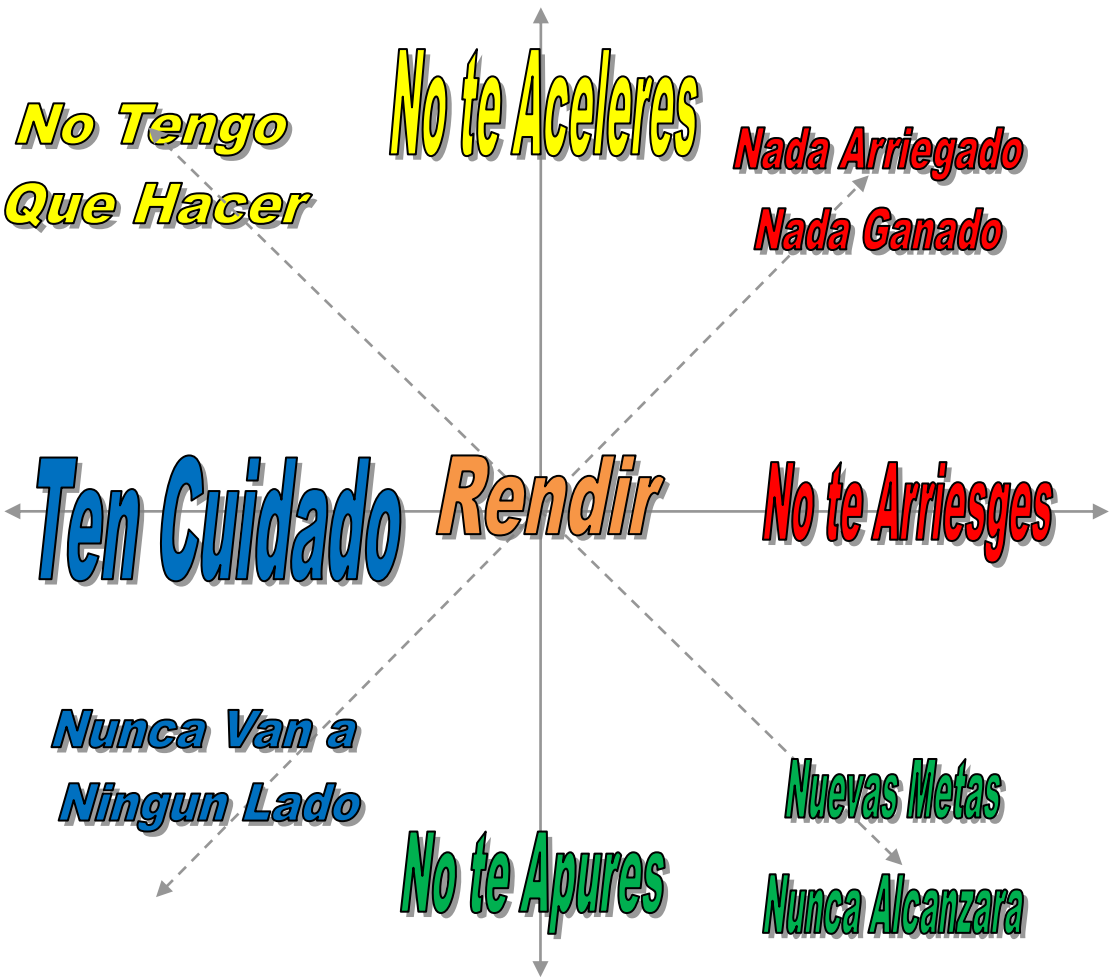 No te Aceleres
No Tengo
Que Hacer
Nada Arriegado
Nada Ganado
Ten Cuidado
Rendir
No te Arriesges
Nunca Van a
Ningun Lado
Nuevas Metas
Nunca Alcanzara
No te Apures